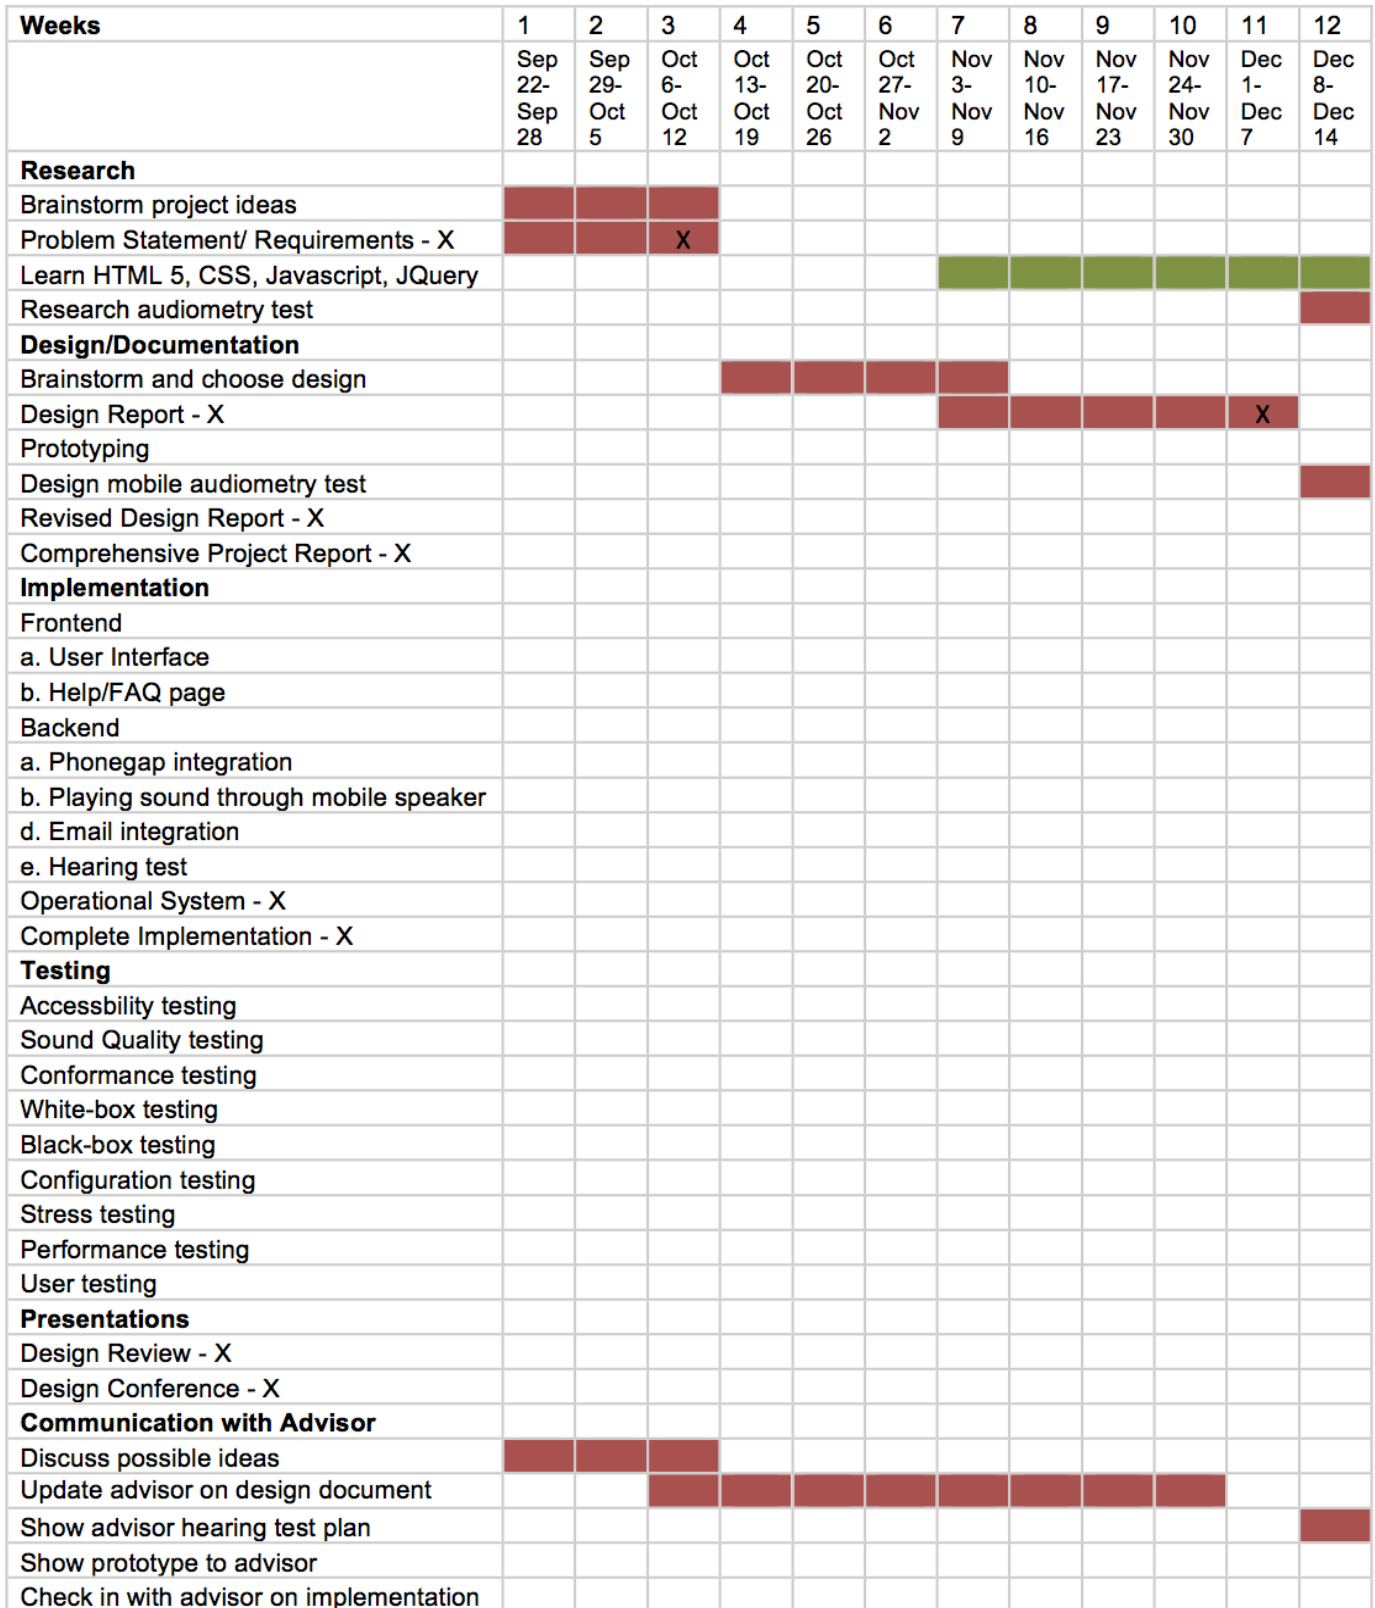 Weeks 1 2 3 4 5 6 7 8 9 10 11 12
Sep Sep Oct Oct Oct Oct Nov Nov Nov Nov Dec Dec
22- 29- 6- 13- 20- 27- 3- 10- 17- 24- 1- 8-
Sep Oct Oct Oct Oct Nov Nov Nov Nov Nov Dec Dec
28 5 12 19 26 2 9 16 23 30 7 14
Research
Brainstorm project ideas
Problem Statement/ Requirements - X X
Learn HTML 5, CSS, Javascript, JQuery
Research audiometry test
Design/Documentation
Brainstorm and choose design
Design Report - X X
Prototyping
Design mobile audiometry test
Revised Design Report - X
Comprehensive Project Report - X
Implementation
Frontend
a. User Interface
b. Help/FAQ page
Backend
a. Phonegap integration
b. Playing sound through mobile speaker
d. Email integration
e. Hearing test
Operational System - X
Complete Implementation - X
Testing
Accessbility testing
Sound Quality testing
Conformance testing
White-box testing
Black-box testing
Configuration testing
Stress testing
Performance testing
User testing
Presentations
Design Review - X
Design Conference - X
Communication with Advisor
Discuss possible ideas
Update advisor on design document
Show advisor hearing test plan
Show prototype to advisor
Check in with advisor on implementation